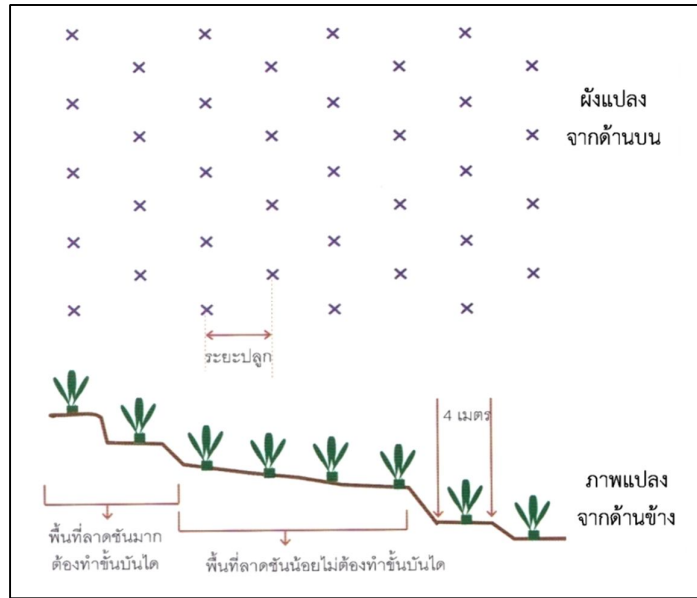 ผังแปลง
จากด้านบน
ระยะปลูก
4 เมตร
ภาพแปลง
จากด้านข้าง
พื้นที่ลาดชันมาก
ต้องทำขั้นบันได
พื้นที่ลาดชันน้อยไม่ต้องทำขั้นบันได